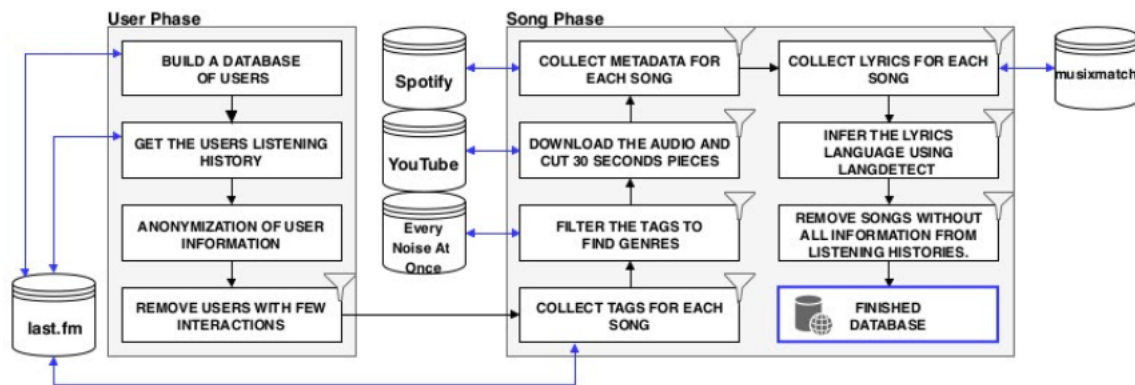 User Phase
BUILD A DATABASE
OF USERS
GET THE USERS LISTENING
HISTORY
ANONYMIZATION OF USER
INFORMATION
REMOVE USERS WITH FEW
INTERACTIONS
last.fm
Song Phase
Spotify
YouTube
Every
Noise At
Once
COLLECT METADATA FOR
EACH SONG
DOWNLOAD THE AUDIO AND
CUT 30 SECONDS PIECES
FILTER THE TAGS TO
FIND GENRES
COLLECT TAGS FOR EACH
SONG
COLLECT LYRICS FOR EACH
SONG
INFER THE LYRICS
LANGUAGE USING
LANGDETECT
REMOVE SONGS WITHOUT
ALL INFORMATION FROM
LISTENING HISTORIES.
FINISHED
DATABASE
musixmatch